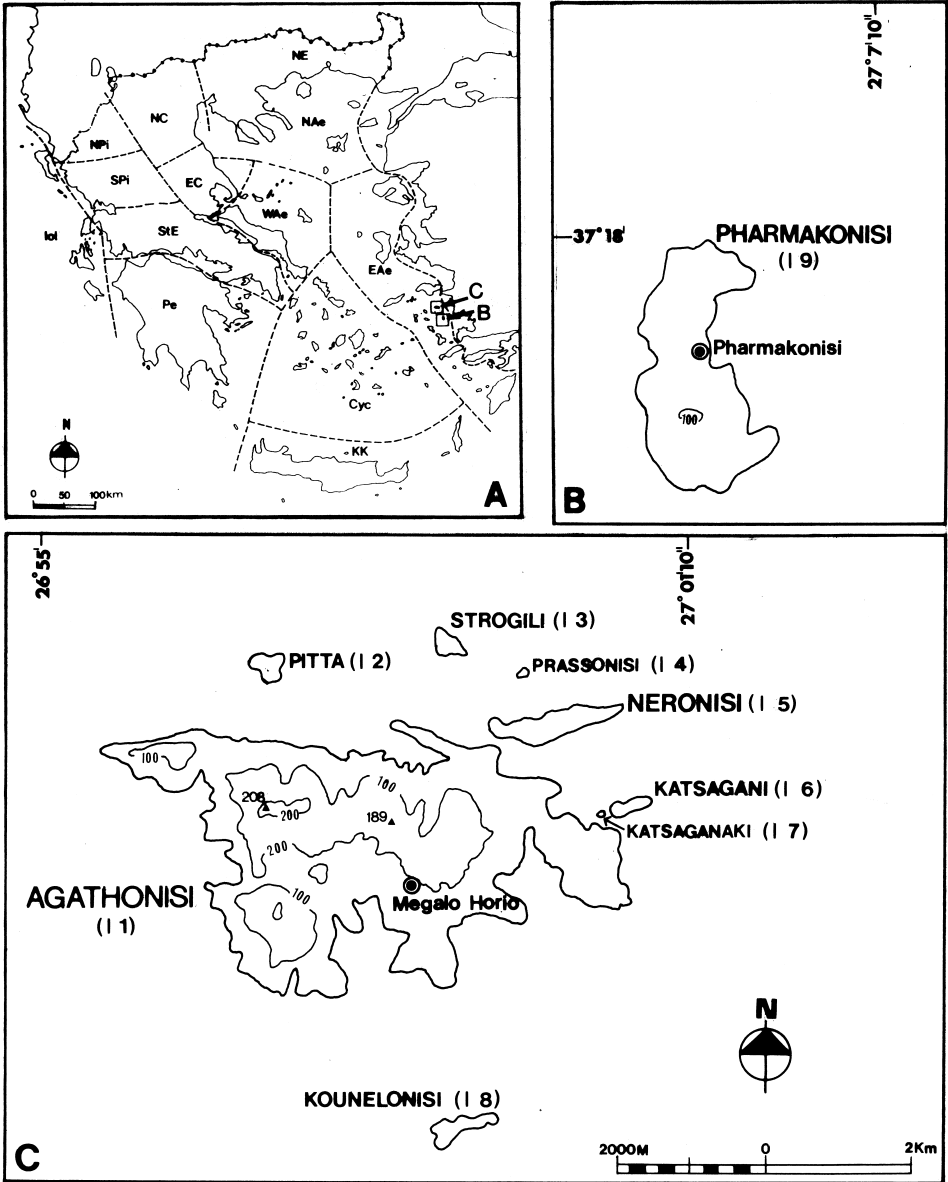 NE
NC
NAe
NPi
SPi
EC
WAe
Iol
StE
EAe
Pe
C
B
Cyc
KK
N
0 50 100km
A
27°7'10"
37°18'
PHARMAKONISI
(I 9)
Pharmakonisi
100
B
26°55'
27°01'10"
STROGILI (I 3)
PITTA (I 2)
PRASSONISI (I 4)
NERONISI (I 5)
100
100
KATSAGANI (I 6)
208
200
189
KATSAGANAKI (I 7)
200
AGATHONISI
(I 1)
100
Megalo Horio
N
KOUNELONISI (I 8)
2000M 0 2Km
C